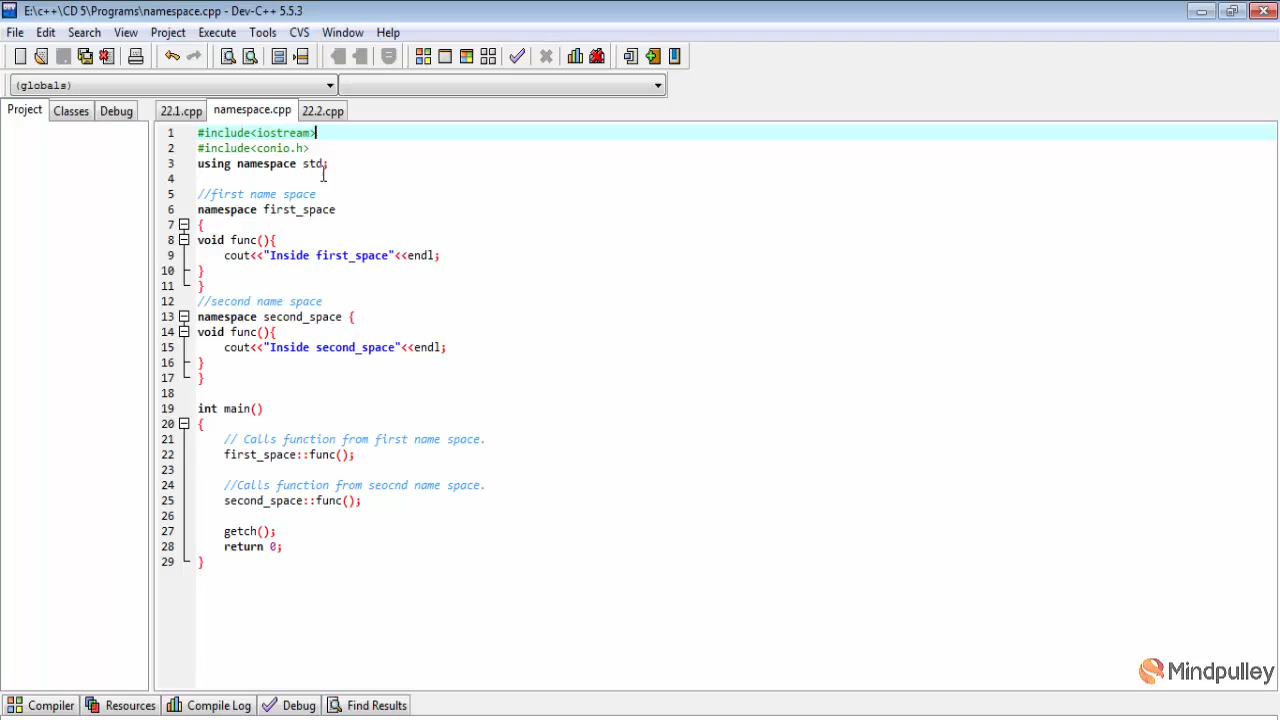 E:\c++\CD 5\Programs\namespace.cpp - Dev-C++ 5.5.3
File Edit Search View Project Execute Tools CVS Window Help
(globals)
Project Classes Debug 22.1.cpp namespace.cpp 22.2.cpp
1 #include<iostream>
2 #include<conio.h>
3 using namespace std;
4
5 //first name space
6 namespace first_space
7 {
8 void func(){
9 cout<<"Inside first_space"<<endl;
10 }
11 }
12 //second name space
13 namespace second_space {
14 void func(){
15 cout<<"Inside second_space"<<endl;
16 }
17 }
18
19 int main()
20 {
21 // Calls function from first name space.
22 first_space::func();
23
24 //Calls function from seocnd name space.
25 second_space::func();
26
27 getch();
28 return 0;
29 }
Mindpulley
Compiler Resources Compile Log Debug Find Results